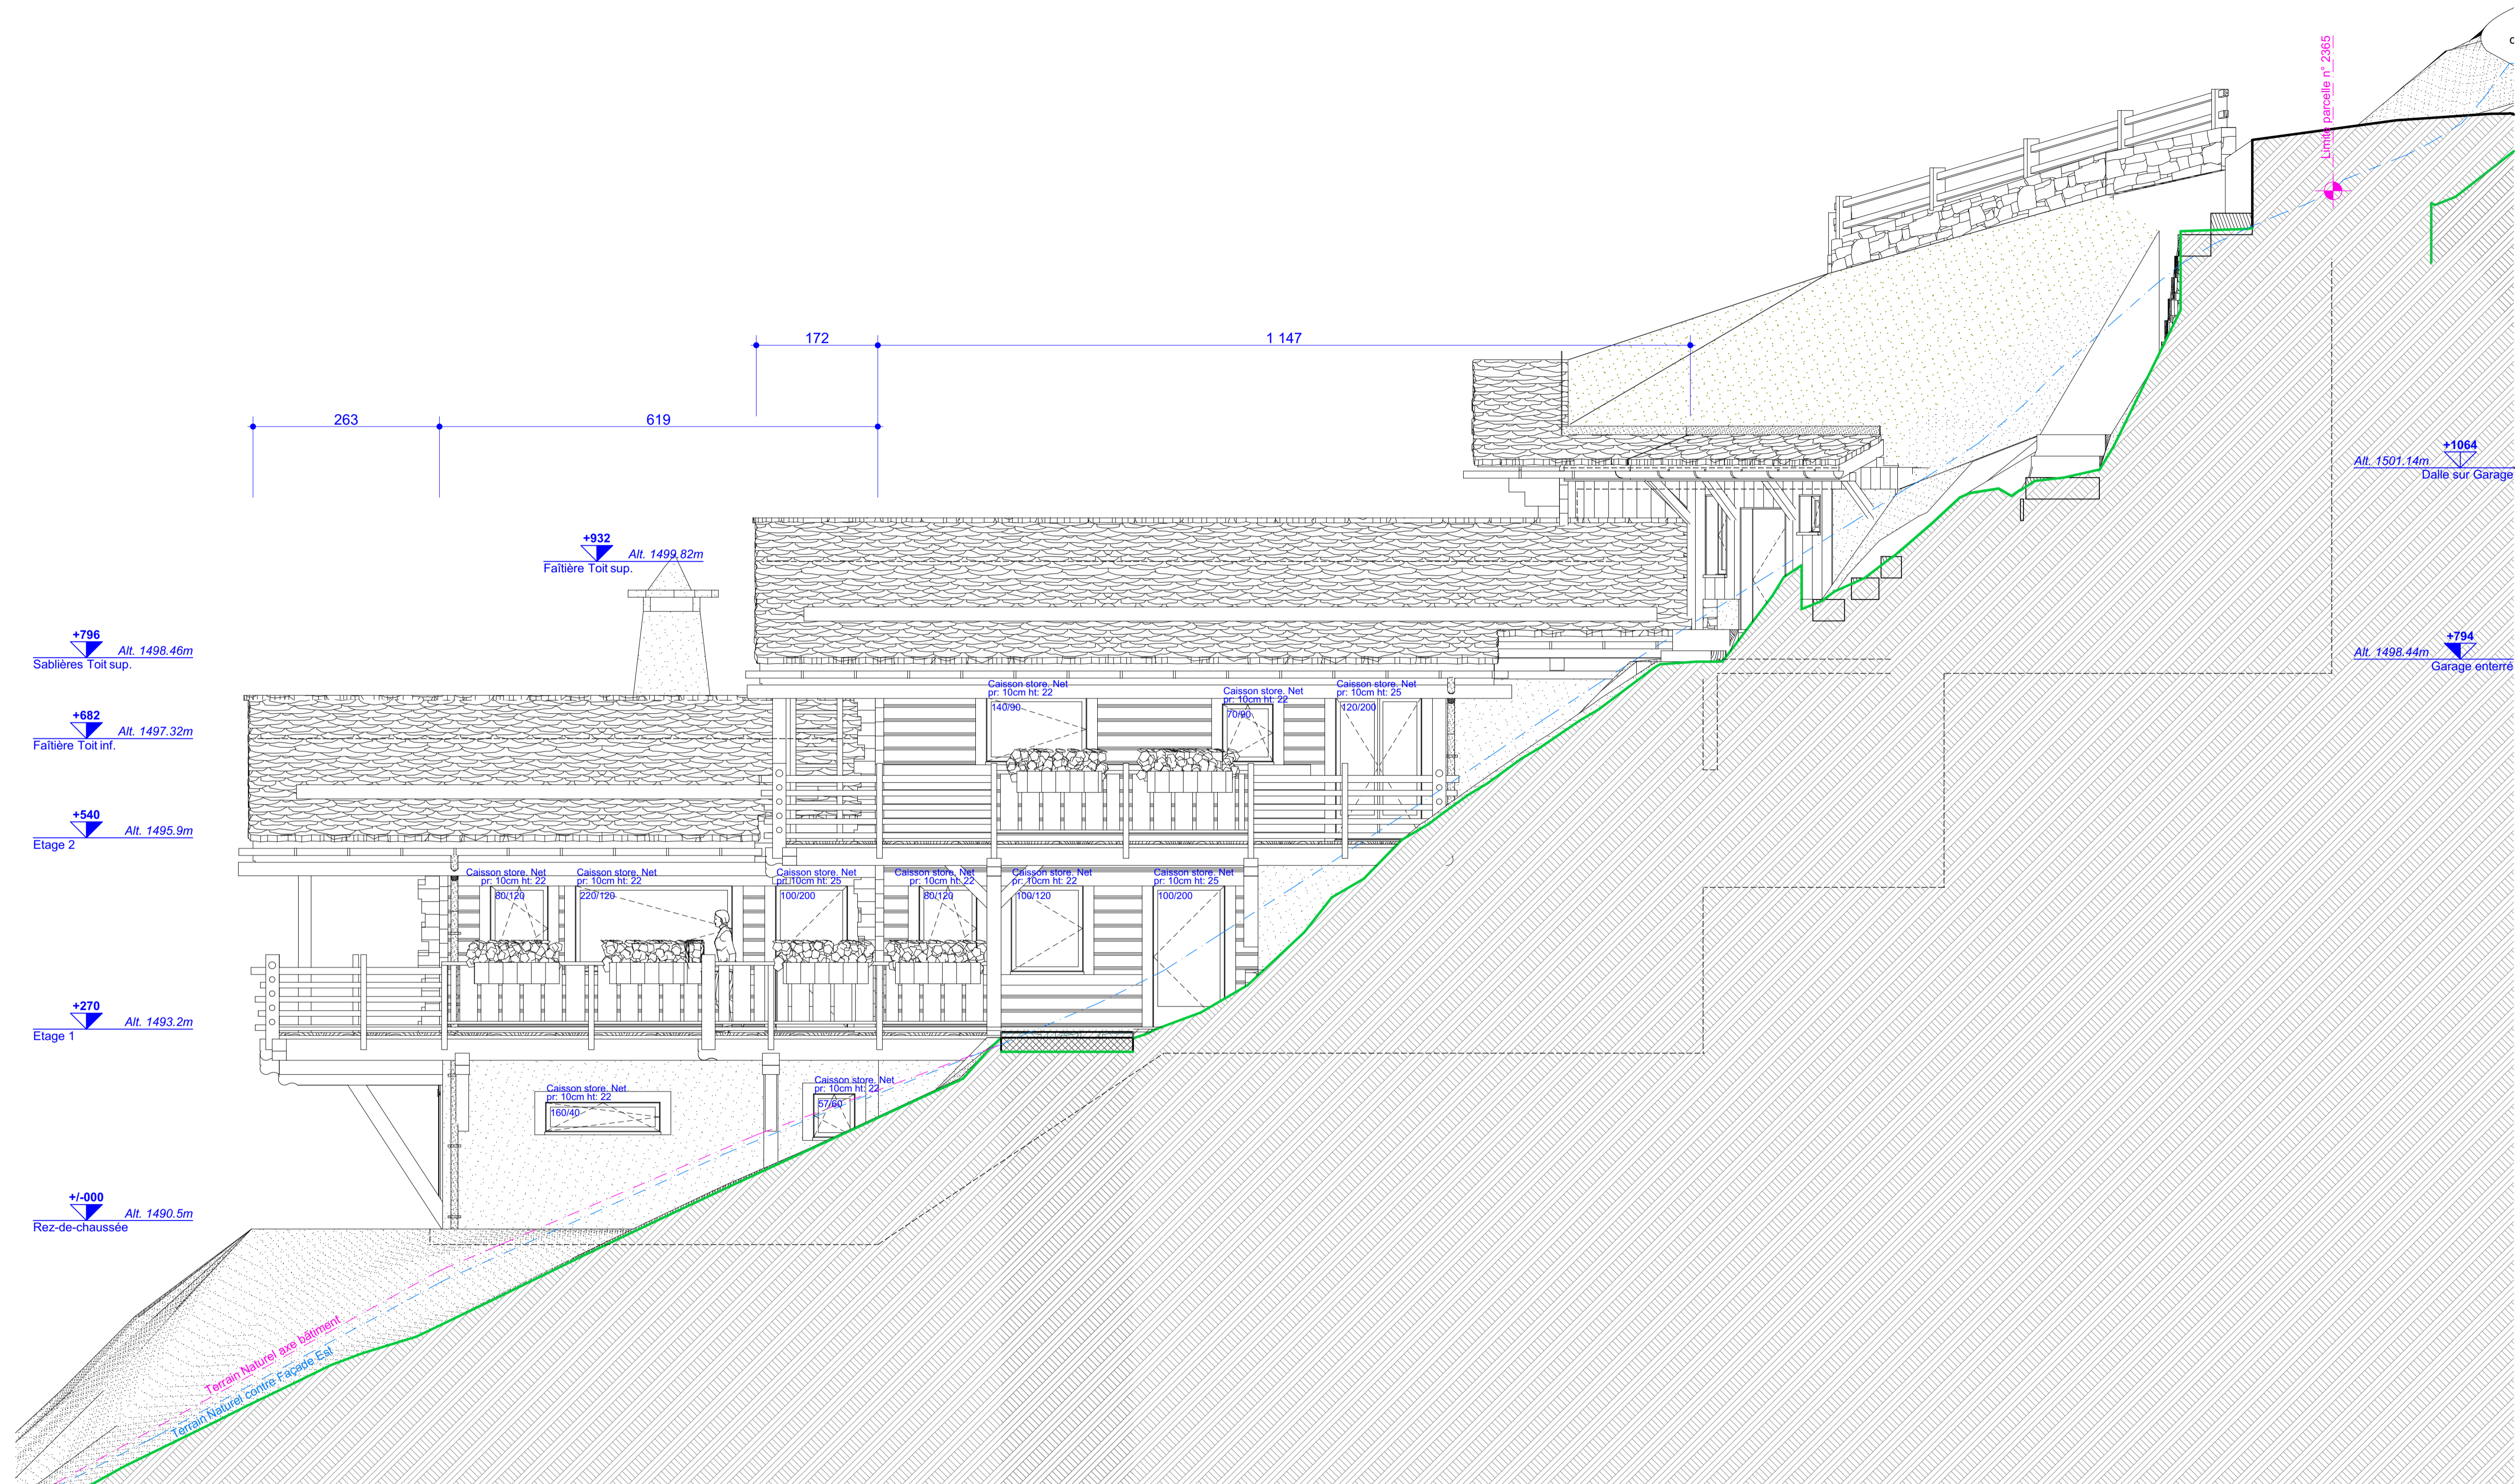 Limite parcelle n° 2365
172
1 147
263
619
+1064
Alt. 1501.14m
Dalle sur Garage
+932
Alt. 1499.82m
Faîtière Toit sup.
+796
Alt. 1498.46m
Sablières Toit sup.
+794
Alt. 1498.44m
Garage enterré
Caisson store. Net
pr: 10cm ht: 22
140/90
Caisson store. Net
pr: 10cm ht: 22
70/90
Caisson store. Net
pr: 10cm ht: 25
120/200
+682
Alt. 1497.32m
Faîtière Toit inf.
+540
Alt. 1495.9m
Etage 2
Caisson store. Net
pr: 10cm ht: 22
80/120
Caisson store. Net
pr: 10cm ht: 22
220/120
Caisson store. Net
pr: 10cm ht: 25
100/200
Caisson store. Net
pr: 10cm ht: 22
80/120
Caisson store. Net
pr: 10cm ht: 22
100/120
Caisson store. Net
pr: 10cm ht: 25
100/200
+270
Alt. 1493.2m
Etage 1
Caisson store. Net
pr: 10cm ht: 22
160/40
Caisson store. Net
pr: 10cm ht: 22
57/60
+/-000
Alt. 1490.5m
Rez-de-chaussée
Terrain Naturel axe bâtiment
Terrain Naturel contre Façade Est